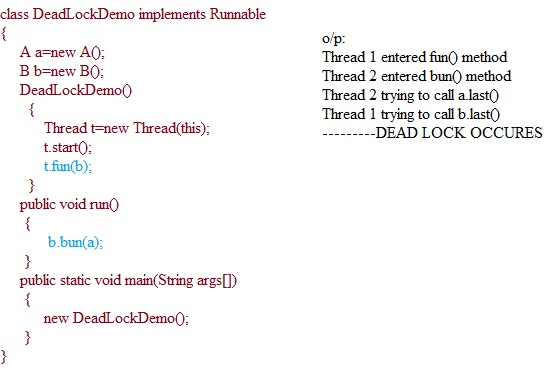 class DeadLockDemo implements Runnable
{
A a=new A();
B b=new B();
DeadLockDemo()
{
Thread t=new Thread(this);
t.start();
t.fun(b);
}
public void run()
{
b.bun(a);
}
public static void main(String args[])
{
new DeadLockDemo();
}
}
o/p:
Thread 1 entered fun() method
Thread 2 entered bun() method
Thread 2 trying to call a.last()
Thread 1 trying to call b.last()
---------DEAD LOCK OCCURES